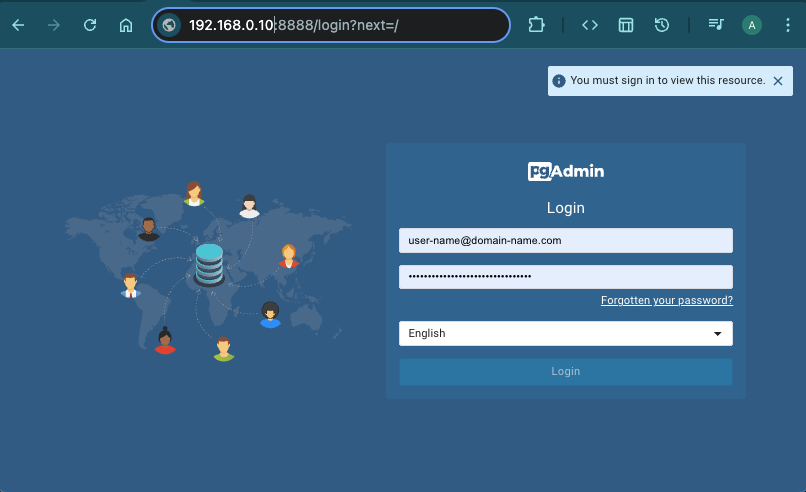 192.168.0.10:8888/login?next=/
A
You must sign in to view this resource.
pgAdmin
Login
user-name@domain-name.com
••••••••••••••••••••••••••••••••
Forgotten your password?
English
Login